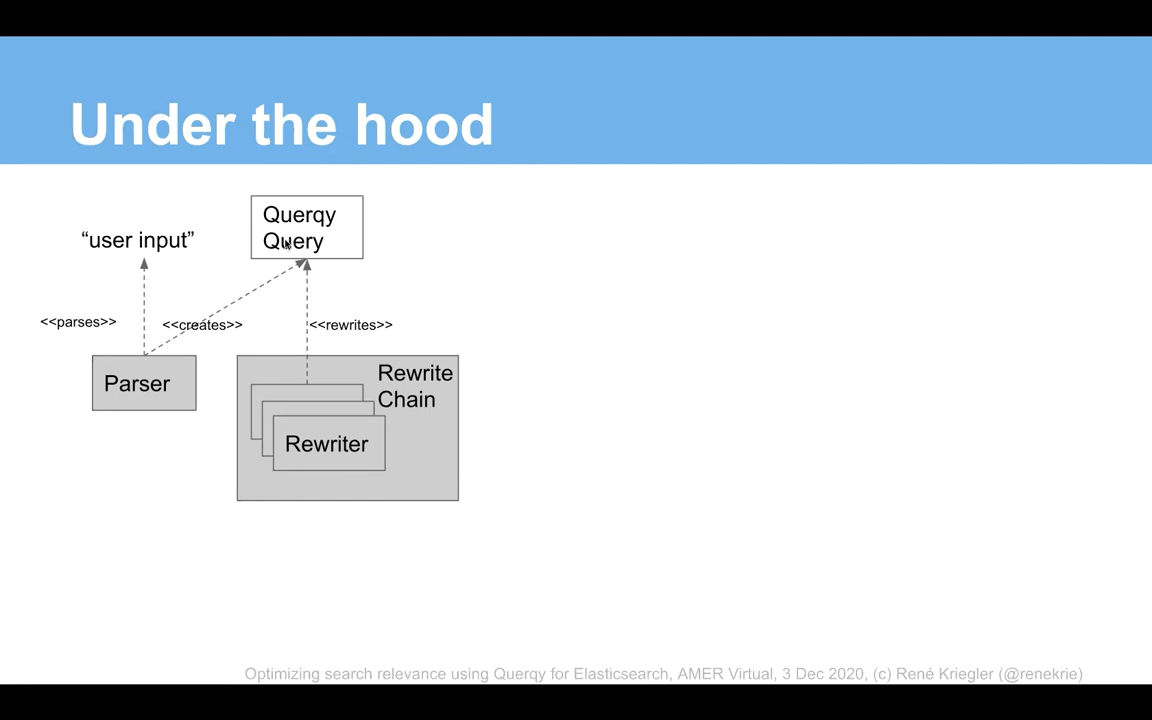 Under the hood
“user input”
Querqy
Query
<<parses>>
<<creates>>
<<rewrites>>
Parser
Rewrite
Chain
Rewriter
Optimizing search relevance using Querqy for Elasticsearch, AMER Virtual, 3 Dec 2020, (c) René Kriegler (@renekrie)